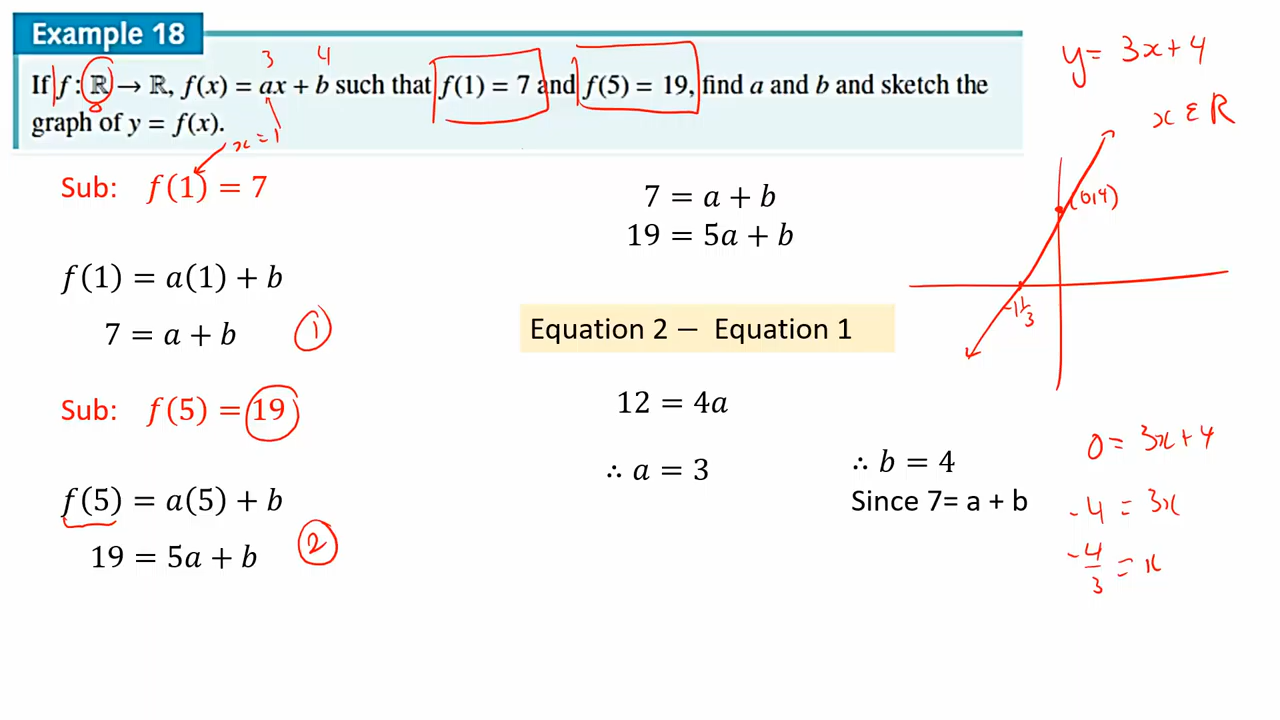 Example 18
3 4
If f : ℝ → ℝ, f(x) = ax + b such that f(1) = 7 and f(5) = 19, find a and b and sketch the
graph of y = f(x).
x = 1
Sub: f(1) = 7
f(1) = a(1) + b
7 = a + b ①
Sub: f(5) = 19
f(5) = a(5) + b
19 = 5a + b ②
7 = a + b
19 = 5a + b
Equation 2 − Equation 1
12 = 4a
∴ a = 3
∴ b = 4
Since 7= a + b
y = 3x + 4
x ε R
(0,4)
-1 1/3
0 = 3x + 4
-4 = 3x
-4/3 = x